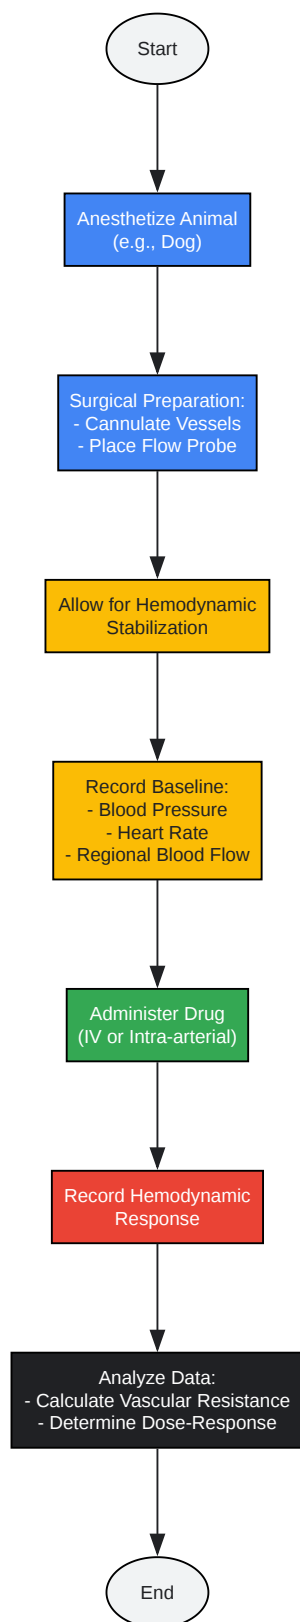 Start
Anesthetize Animal
(e.g., Dog)
Surgical Preparation:
- Cannulate Vessels
- Place Flow Probe
Allow for Hemodynamic
Stabilization
Record Baseline:
- Blood Pressure
- Heart Rate
- Regional Blood Flow
Administer Drug
(IV or Intra-arterial)
Record Hemodynamic
Response
Analyze Data:
- Calculate Vascular Resistance
- Determine Dose-Response
End